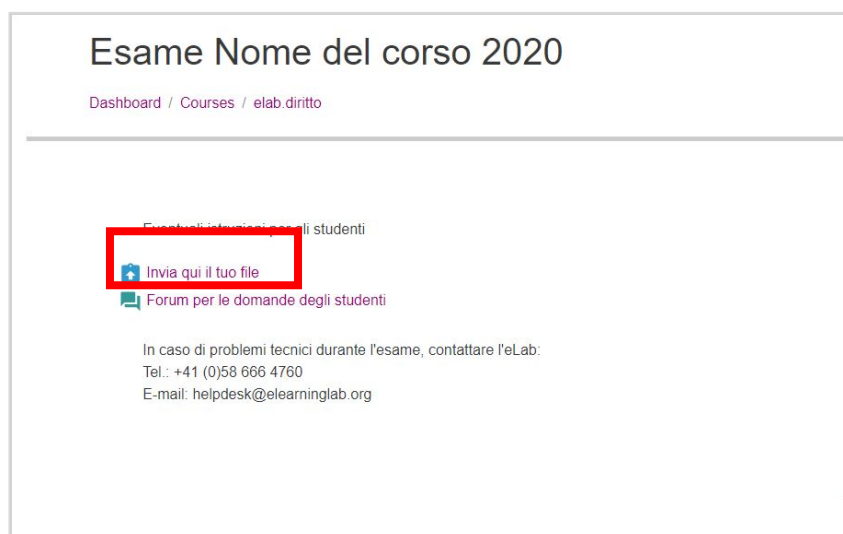 Esame Nome del corso 2020
Dashboard / Courses / elab.diritto
Eventuali istruzioni per gli studenti
Invia qui il tuo file
Forum per le domande degli studenti
In caso di problemi tecnici durante l'esame, contattare l'eLab:
Tel.: +41 (0)58 666 4760
E-mail: helpdesk@elearninglab.org